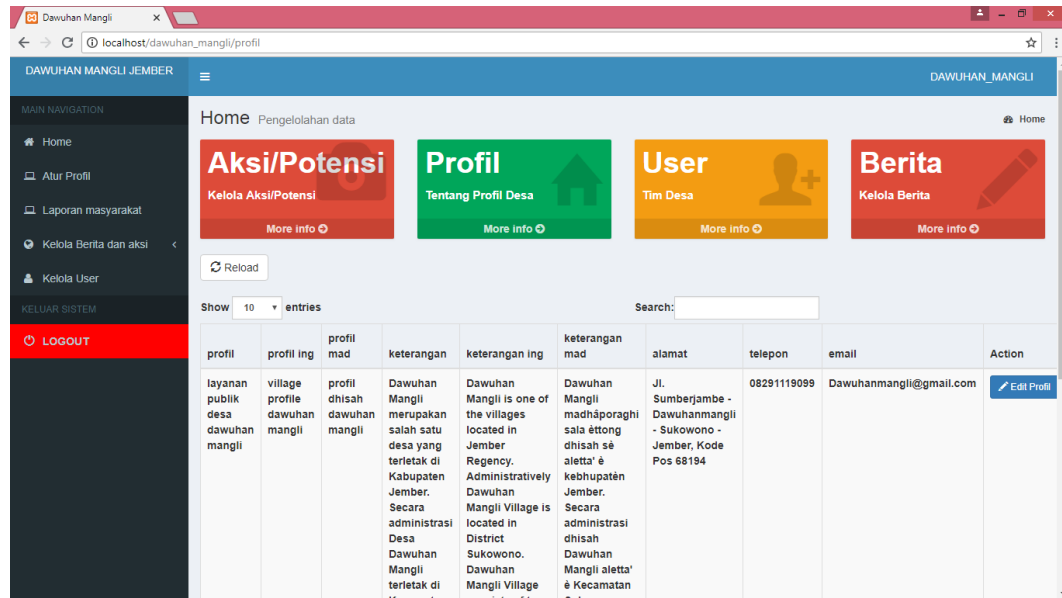 Dawuhan Mangli
localhost/dawuhan_mangli/profil
DAWUHAN MANGLI JEMBER
DAWUHAN_MANGLI
MAIN NAVIGATION
Home
Atur Profil
Laporan masyarakat
Kelola Berita dan aksi
Kelola User
KELUAR SISTEM
LOGOUT
Home Pengelolahan data
Home
Aksi/Potensi
Kelola Aksi/Potensi
More info
Profil
Tentang Profil Desa
More info
User
Tim Desa
More info
Berita
Kelola Berita
More info
Reload
Show 10 entries
Search:
profil
profil ing
profil
mad
keterangan
keterangan ing
keterangan
mad
alamat
telepon
email
Action
layanan
publik
desa
dawuhan
mangli
village
profile
dawuhan
mangli
profil
dhisah
dawuhan
mangli
Dawuhan
Mangli
merupakan
salah satu
desa yang
terletak di
Kabupaten
Jember.
Secara
administrasi
Desa
Dawuhan
Mangli
terletak di
Dawuhan
Mangli is one of
the villages
located in
Jember
Regency.
Administratively
Dawuhan
Mangli Village is
located in
District
Sukowono.
Dawuhan
Mangli Village
Dawuhan
Mangli
madhâporaghi
sala èttong
dhisah sè
aletta' è
kebhupatèn
Jember.
Secara
administrasi
dhisah
Dawuhan
Mangli aletta'
è Kecamatan
Jl.
Sumberjambe -
Dawuhanmangli
- Sukowono -
Jember, Kode
Pos 68194
08291119099
Dawuhanmangli@gmail.com
Edit Profil